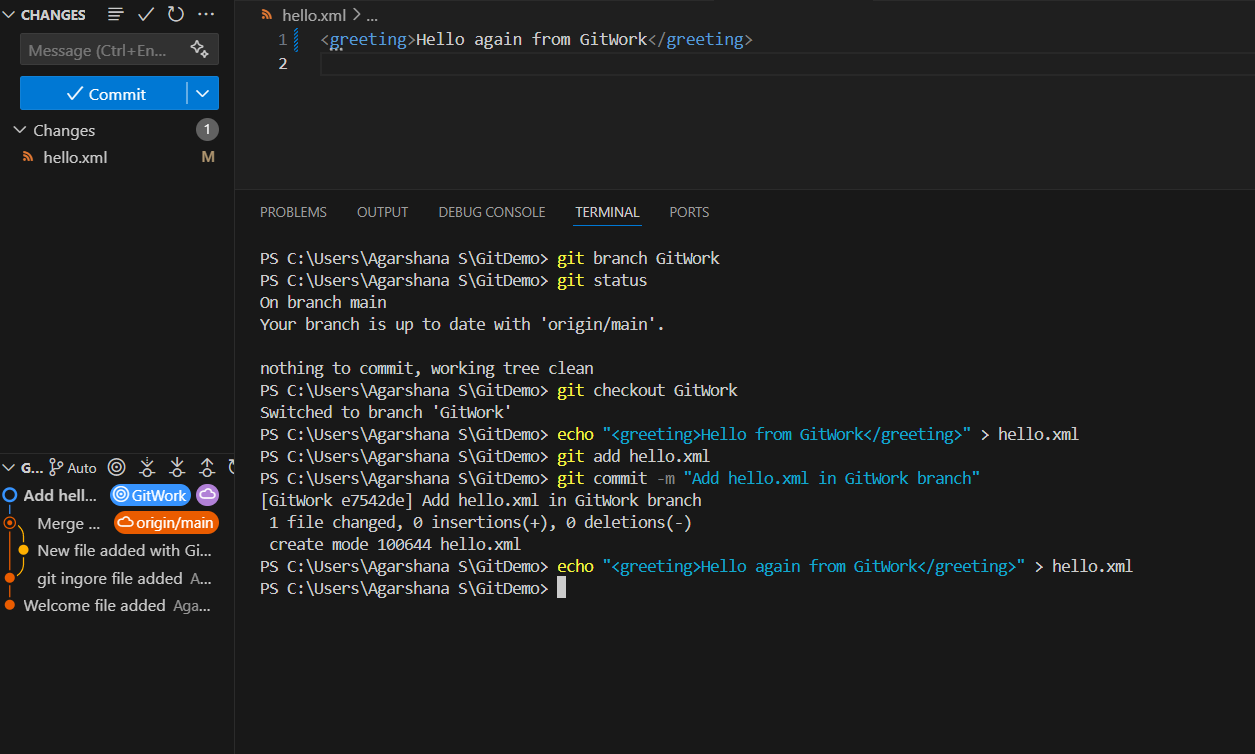 CHANGES
Message (Ctrl+En...
Commit
Changes 1
hello.xml M
G... Auto
Add hell... GitWork
Merge ... origin/main
New file added with Gi...
git ingore file added A...
Welcome file added Aga...
hello.xml > ...
1 <greeting>Hello again from GitWork</greeting>
2
PROBLEMS OUTPUT DEBUG CONSOLE TERMINAL PORTS
PS C:\Users\Agarshana S\GitDemo> git branch GitWork
PS C:\Users\Agarshana S\GitDemo> git status
On branch main
Your branch is up to date with 'origin/main'.
nothing to commit, working tree clean
PS C:\Users\Agarshana S\GitDemo> git checkout GitWork
Switched to branch 'GitWork'
PS C:\Users\Agarshana S\GitDemo> echo "<greeting>Hello from GitWork</greeting>" > hello.xml
PS C:\Users\Agarshana S\GitDemo> git add hello.xml
PS C:\Users\Agarshana S\GitDemo> git commit -m "Add hello.xml in GitWork branch"
[GitWork e7542de] Add hello.xml in GitWork branch
1 file changed, 0 insertions(+), 0 deletions(-)
create mode 100644 hello.xml
PS C:\Users\Agarshana S\GitDemo> echo "<greeting>Hello again from GitWork</greeting>" > hello.xml
PS C:\Users\Agarshana S\GitDemo>